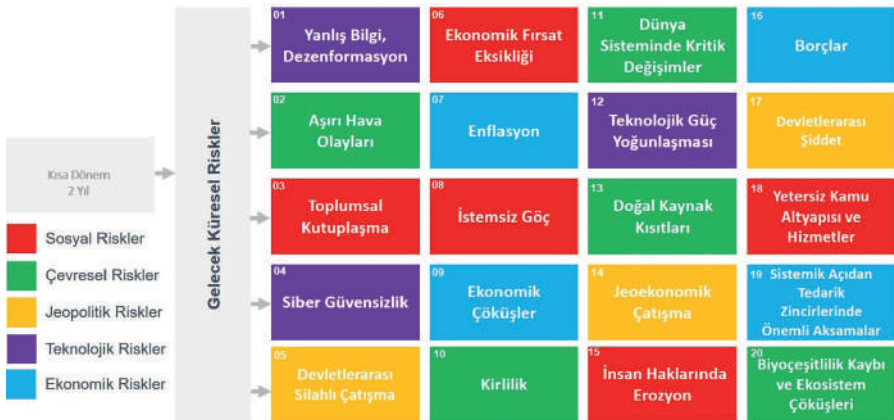 Kısa Dönem
2 Yıl
Sosyal Riskler
Çevresel Riskler
Jeopolitik Riskler
Teknolojik Riskler
Ekonomik Riskler
Gelecek Küresel Riskler
01
Yanlış Bilgi,
Dezenformasyon
02
Aşırı Hava
Olayları
03
Toplumsal
Kutuplaşma
04
Siber Güvensizlik
05
Devletlerarası
Silahlı Çatışma
06
Ekonomik Fırsat
Eksikliği
07
Enflasyon
08
İstemsiz Göç
09
Ekonomik
Çöküşler
10
Kirlilik
11
Dünya
Sisteminde Kritik
Değişimler
12
Teknolojik Güç
Yoğunlaşması
13
Doğal Kaynak
Kısıtları
14
Jeoekonomik
Çatışma
15
İnsan Haklarında
Erozyon
16
Borçlar
17
Devletlerarası
Şiddet
18
Yetersiz Kamu
Altyapısı ve
Hizmetler
19
Sistemik Açıdan
Tedarik
Zincirlerinde
Önemli Aksamalar
20
Biyoçeşitlilik Kaybı
ve Ekosistem
Çöküşleri